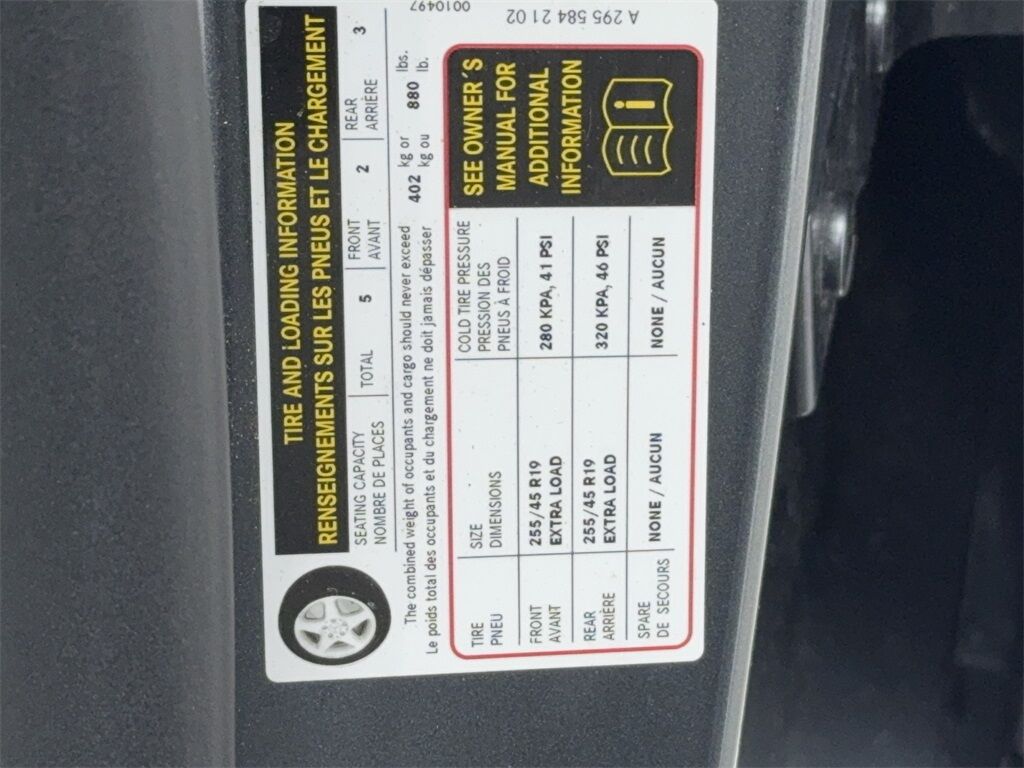 TIRE AND LOADING INFORMATION
RENSEIGNEMENTS SUR LES PNEUS ET LE CHARGEMENT
SEATING CAPACITY TOTAL 5 FRONT 2 REAR 3
NOMBRE DE PLACES AVANT ARRIÈRE
The combined weight of occupants and cargo should never exceed 402 kg or 880 lbs.
Le poids total des occupants et du chargement ne doit jamais dépasser kg ou lb.
TIRE SIZE COLD TIRE PRESSURE
PNEU DIMENSIONS PRESSION DES
PNEUS À FROID
FRONT 255/45 R19 280 KPA, 41 PSI
AVANT EXTRA LOAD
REAR 255/45 R19 320 KPA, 46 PSI
ARRIÈRE EXTRA LOAD
SPARE NONE / AUCUN NONE / AUCUN
DE SECOURS
SEE OWNER´S
MANUAL FOR
ADDITIONAL
INFORMATION
i
0010497
A 295 584 21 02